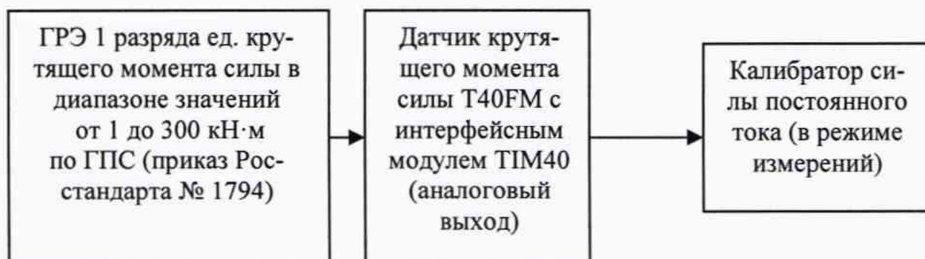 ГРЭ 1 разряда ед. кру-
тящего момента силы в
диапазоне значений
от 1 до 300 кН·м
по ГПС (приказ Рос-
стандарта № 1794)
Датчик крутя-
щего момента
силы T40FM с
интерфейсным
модулем TIM40
(аналоговый
выход)
Калибратор си-
лы постоянного
тока (в режиме
измерений)